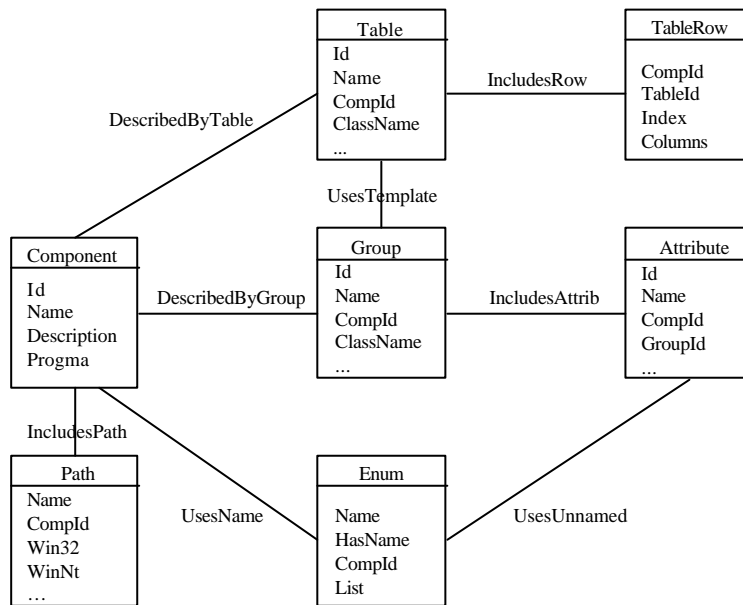 Table
Id
Name
CompId
ClassName
...
TableRow
CompId
TableId
Index
Columns
IncludesRow
DescribedByTable
UsesTemplate
Component
Id
Name
Description
Progma
DescribedByGroup
Group
Id
Name
CompId
ClassName
...
IncludesAttrib
Attribute
Id
Name
CompId
GroupId
...
IncludesPath
Path
Name
CompId
Win32
WinNt
...
UsesName
Enum
Name
HasName
CompId
List
UsesUnnamed